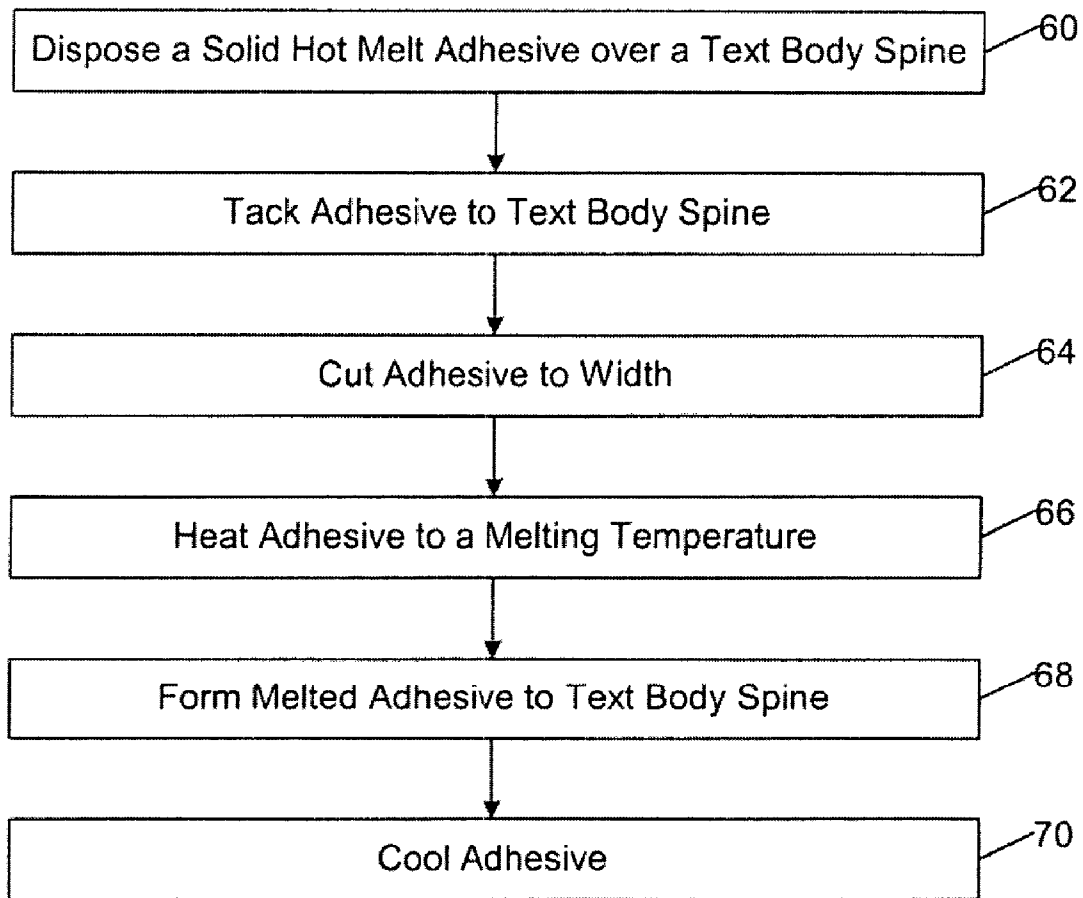 Dispose a Solid Hot Melt Adhesive over a Text Body Spine
60
Tack Adhesive to Text Body Spine
62
Cut Adhesive to Width
64
Heat Adhesive to a Melting Temperature
66
Form Melted Adhesive to Text Body Spine
68
Cool Adhesive
70